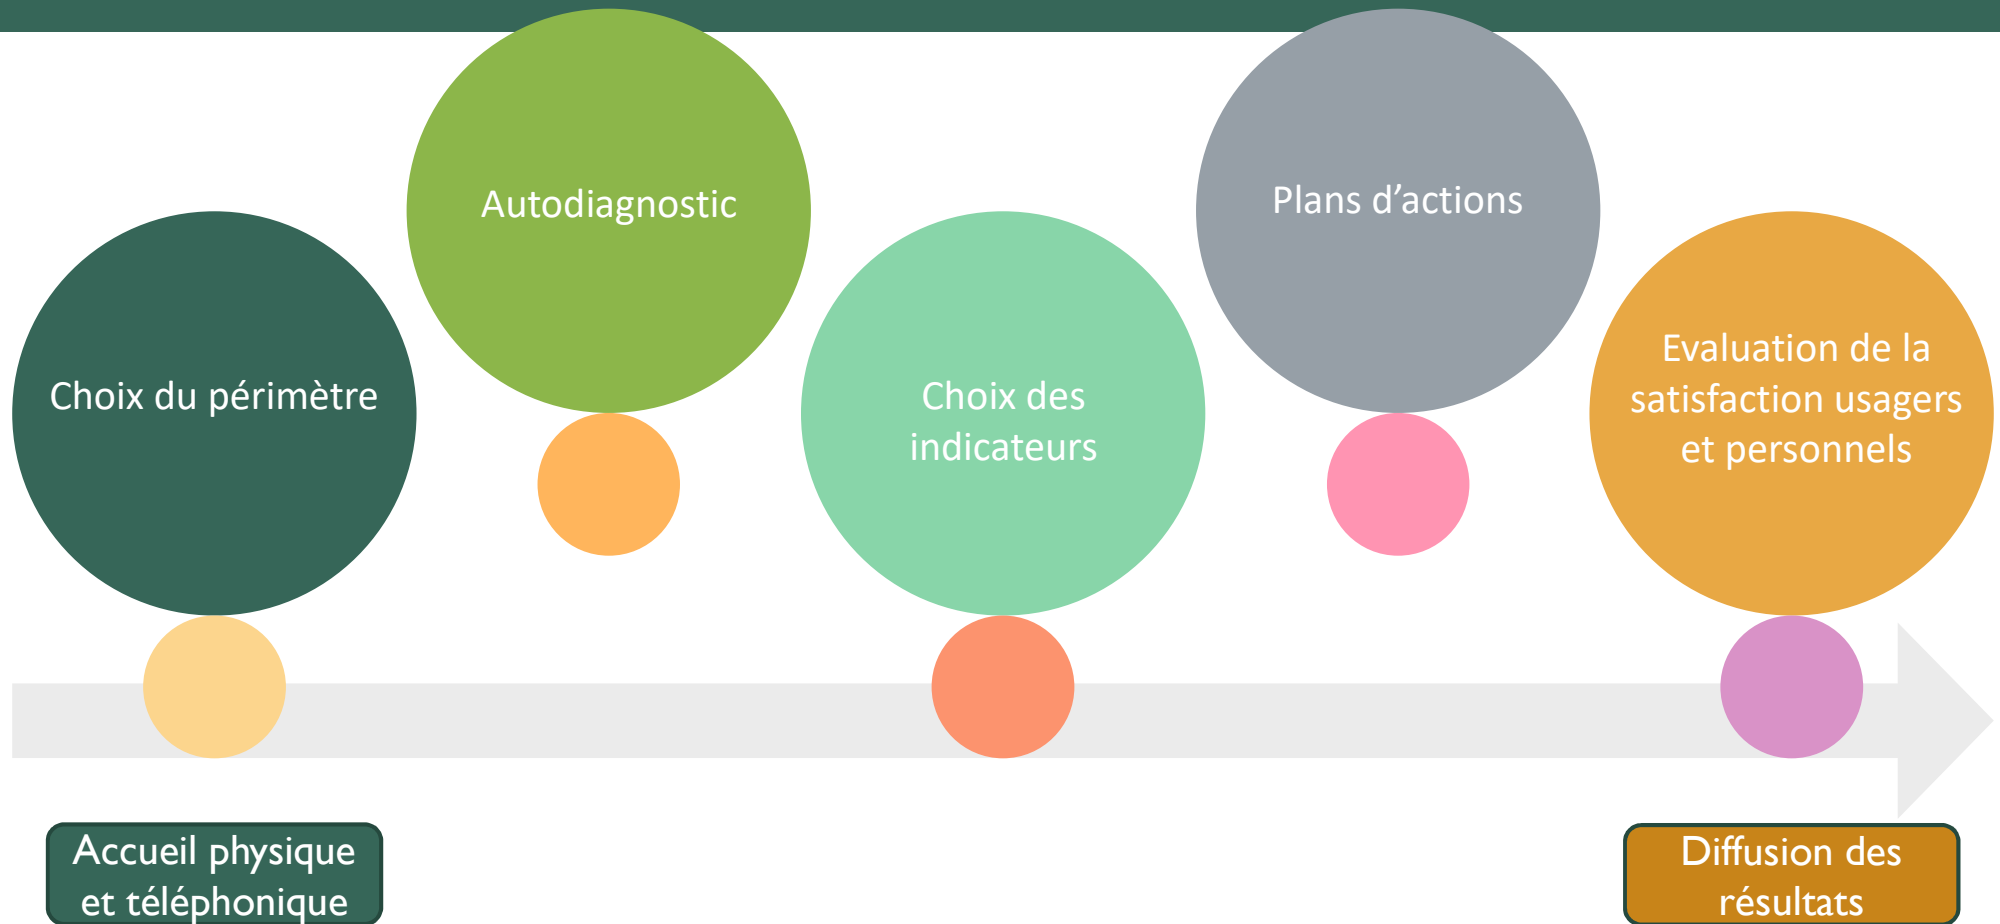 Choix du périmètre
Autodiagnostic
Choix des
indicateurs
Plans d’actions
Evaluation de la
satisfaction usagers
et personnels
Accueil physique
et téléphonique
Diffusion des
résultats